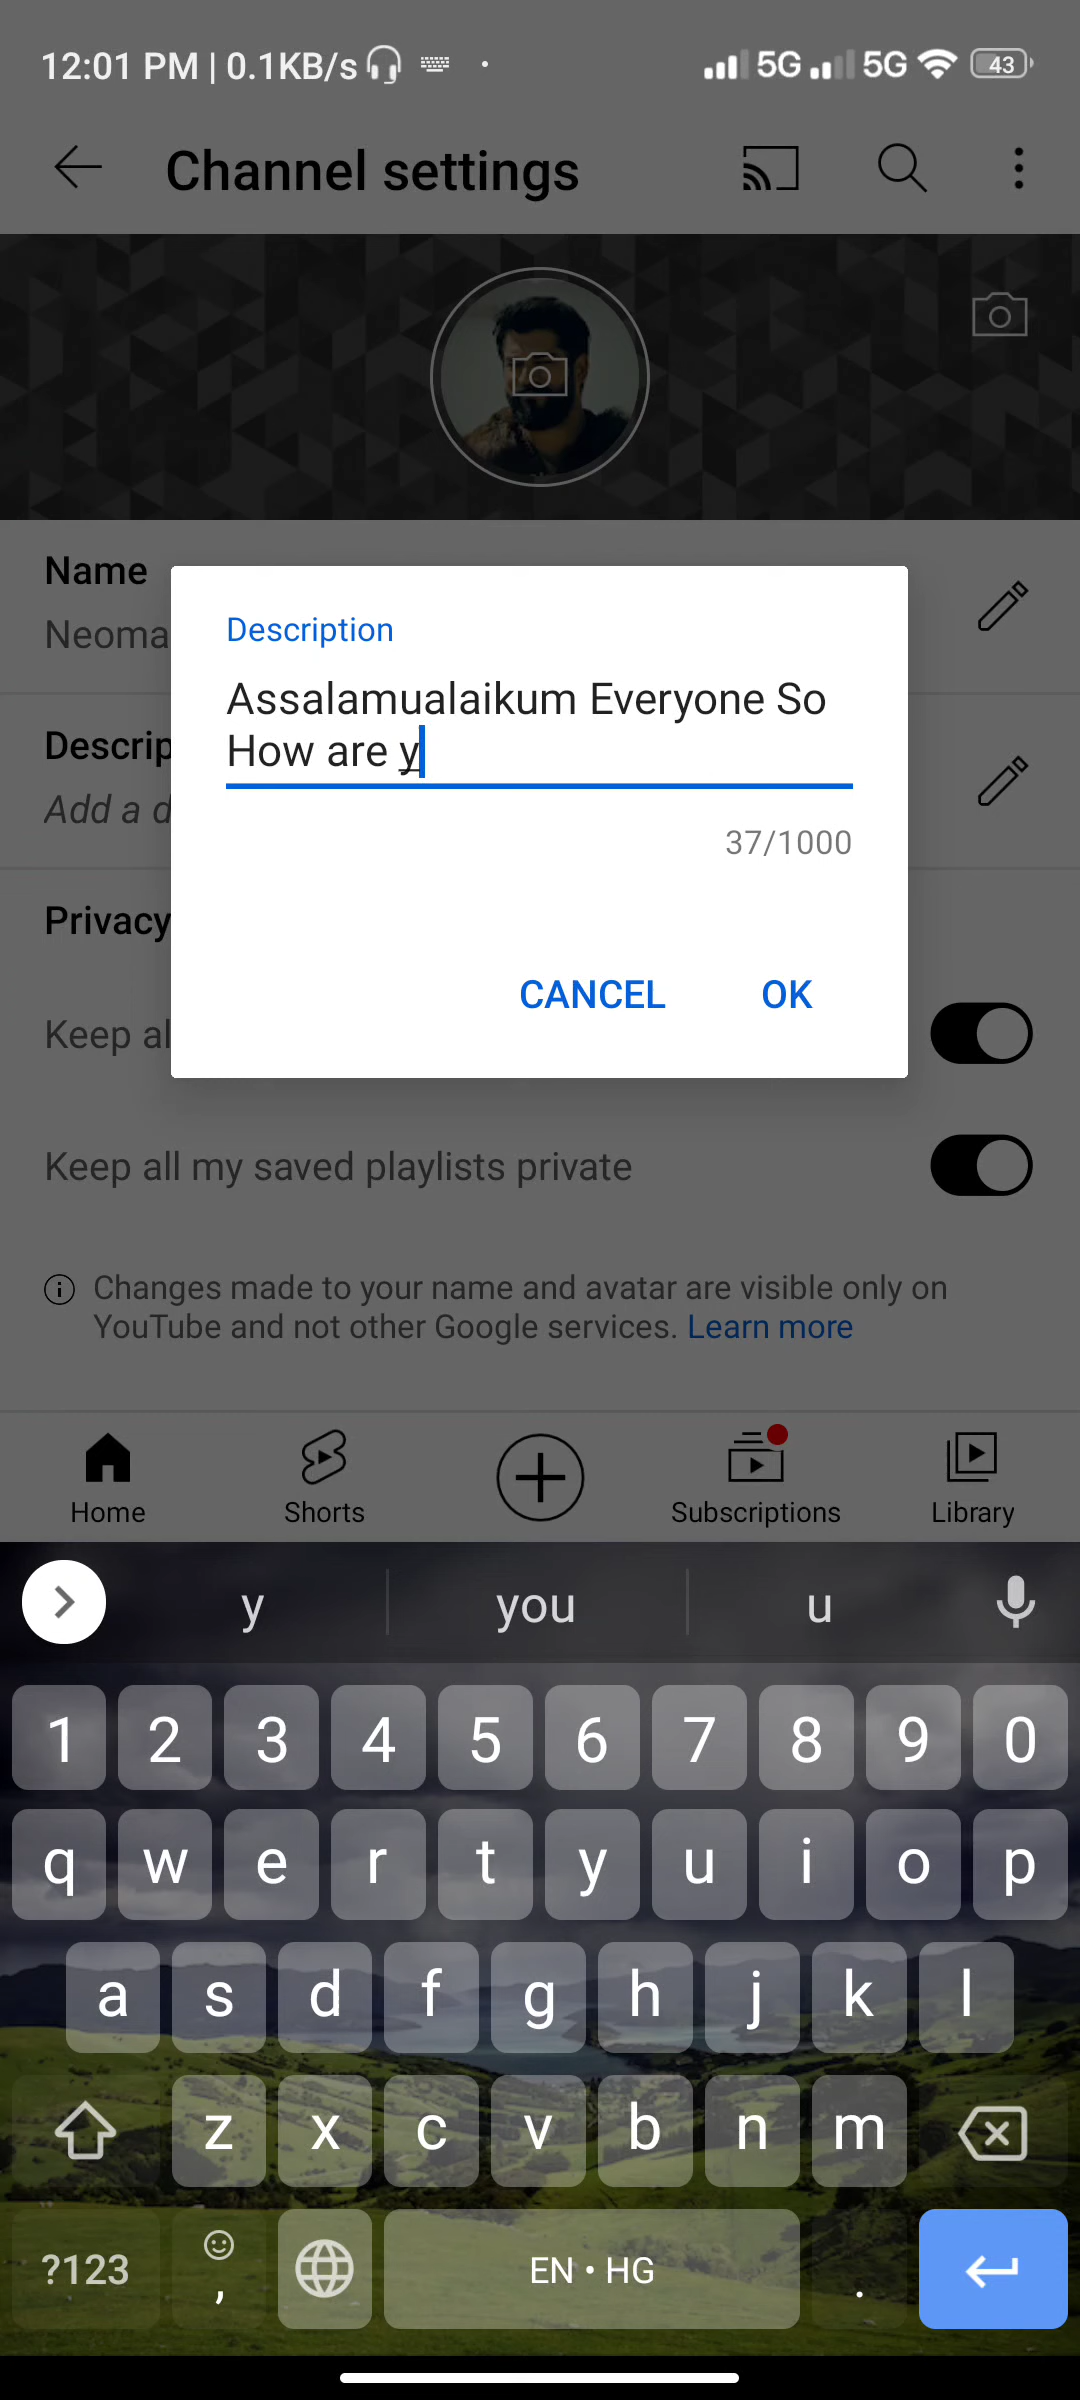 12:01 PM | 0.1KB/s 5G 5G 43
Channel settings
Name
Neoma
Description
Assalamualaikum Everyone So
How are y
37/1000
CANCEL OK
Descrip
Add a d
Privacy
Keep al
Keep all my saved playlists private
Changes made to your name and avatar are visible only on
YouTube and not other Google services. Learn more
Home Shorts Subscriptions Library
y you u
1 2 3 4 5 6 7 8 9 0
q w e r t y u i o p
a s d f g h j k l
z x c v b n m
?123 , EN • HG .